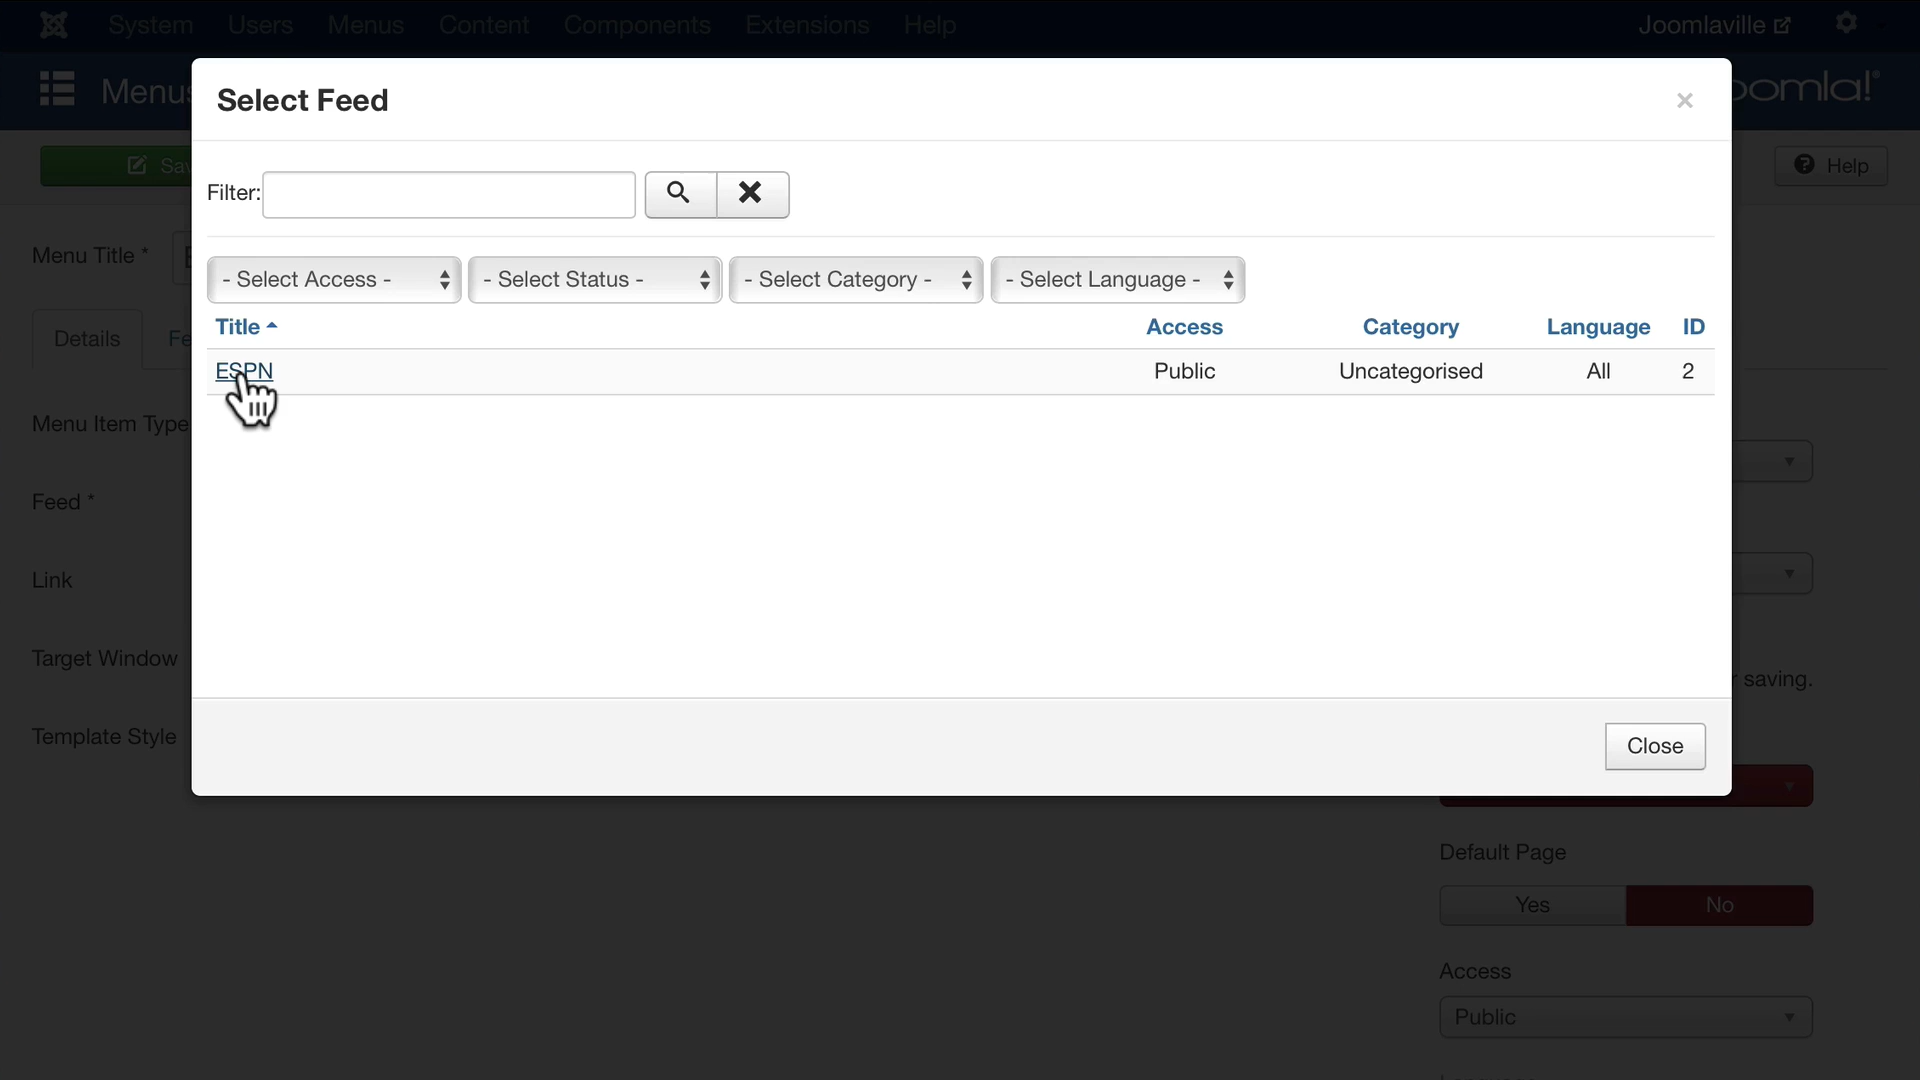 System Users Menus Content Components Extensions Help Joomlaville
Menus
Select Feed
×
Help
Filter:
Menu Title *
- Select Access - - Select Status - - Select Category - - Select Language -
Title Access Category Language ID
Details
ESPN Public Uncategorised All 2
Menu Item Type
Feed *
Link
Target Window
saving.
Template Style
Close
Default Page
Yes No
Access
Public